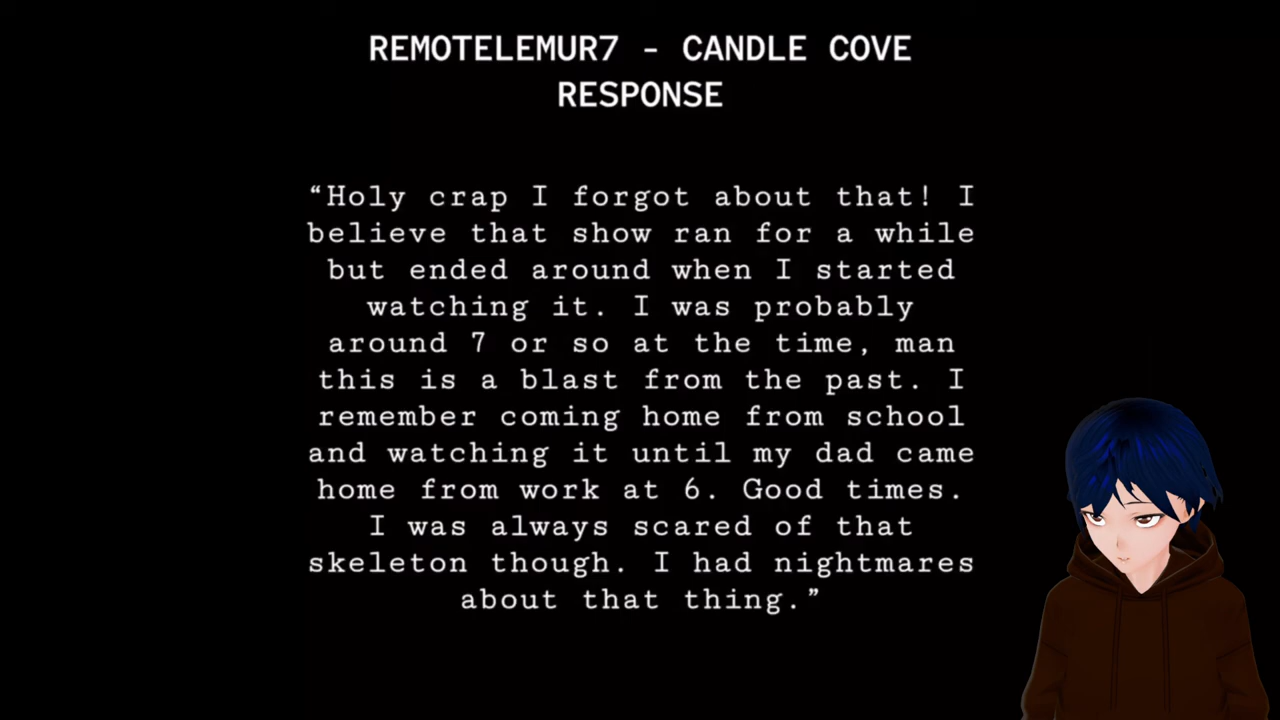 REMOTELEMUR7 - CANDLE COVE
RESPONSE
“Holy crap I forgot about that! I
believe that show ran for a while
but ended around when I started
watching it. I was probably
around 7 or so at the time, man
this is a blast from the past. I
remember coming home from school
and watching it until my dad came
home from work at 6. Good times.
I was always scared of that
skeleton though. I had nightmares
about that thing.”